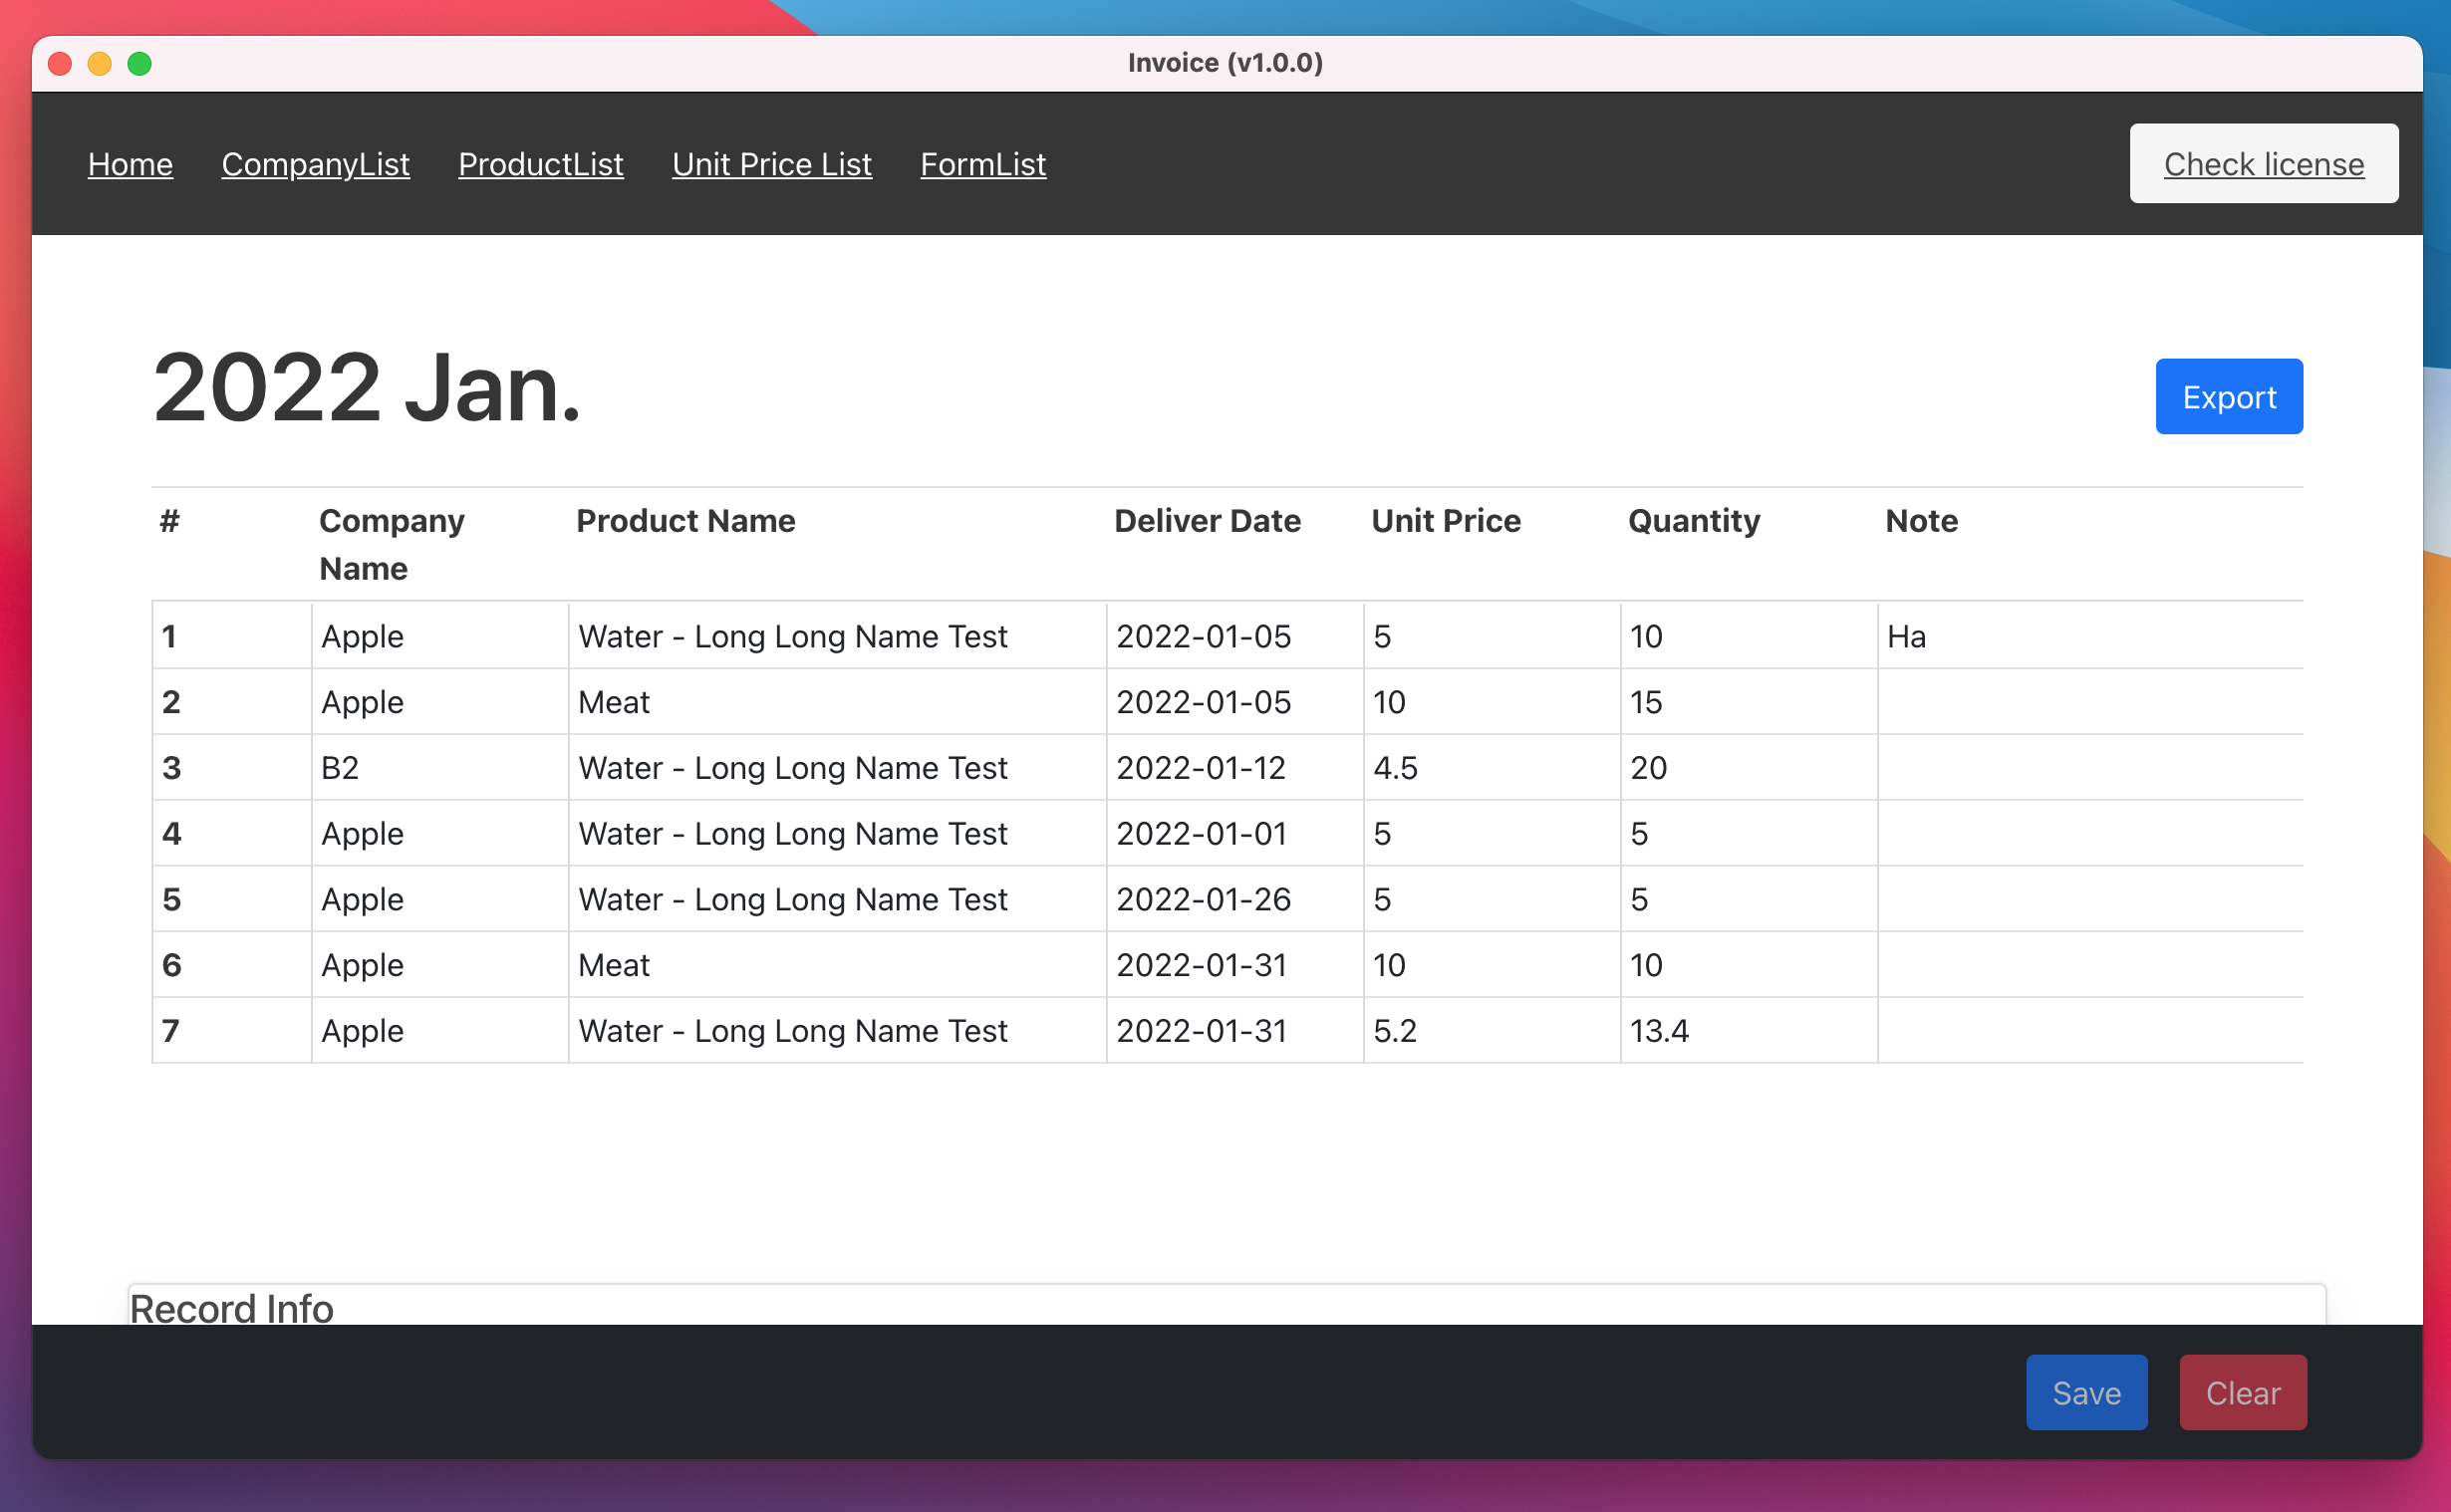 Invoice (v1.0.0)
Home CompanyList ProductList Unit Price List FormList Check license
2022 Jan.
Export
# Company Name Product Name Deliver Date Unit Price Quantity Note
1 Apple Water - Long Long Name Test 2022-01-05 5 10 Ha
2 Apple Meat 2022-01-05 10 15
3 B2 Water - Long Long Name Test 2022-01-12 4.5 20
4 Apple Water - Long Long Name Test 2022-01-01 5 5
5 Apple Water - Long Long Name Test 2022-01-26 5 5
6 Apple Meat 2022-01-31 10 10
7 Apple Water - Long Long Name Test 2022-01-31 5.2 13.4
Record Info
Save Clear